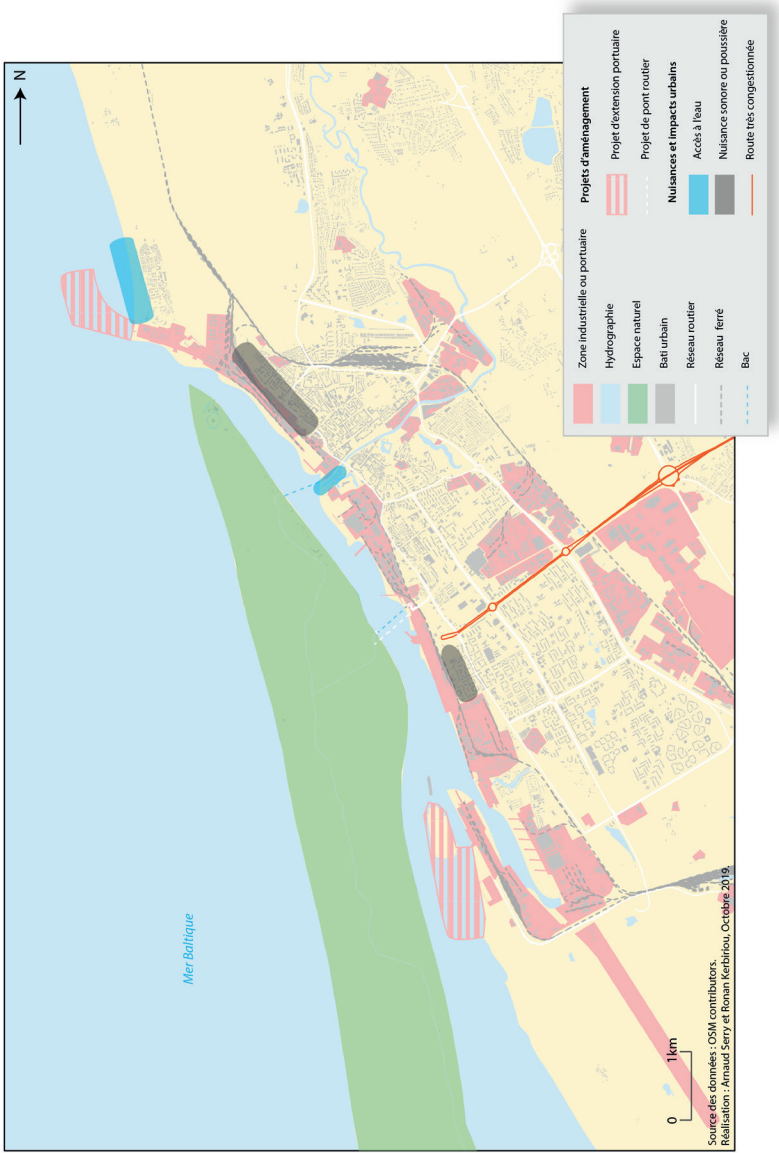 N
Mer Baltique
0 1km
Source des données : OSM contributors.
Réalisation : Arnaud Serry et Ronan Kerbiriou, Octobre 2019.
Zone industrielle ou portuaire
Hydrographie
Espace naturel
Bati urbain
Réseau routier
Réseau ferré
Bac
Projets d'aménagement
Projet d'extension portuaire
Projet de pont routier
Nuisances et impacts urbains
Accès à l'eau
Nuisance sonore ou poussière
Route très congestionnée